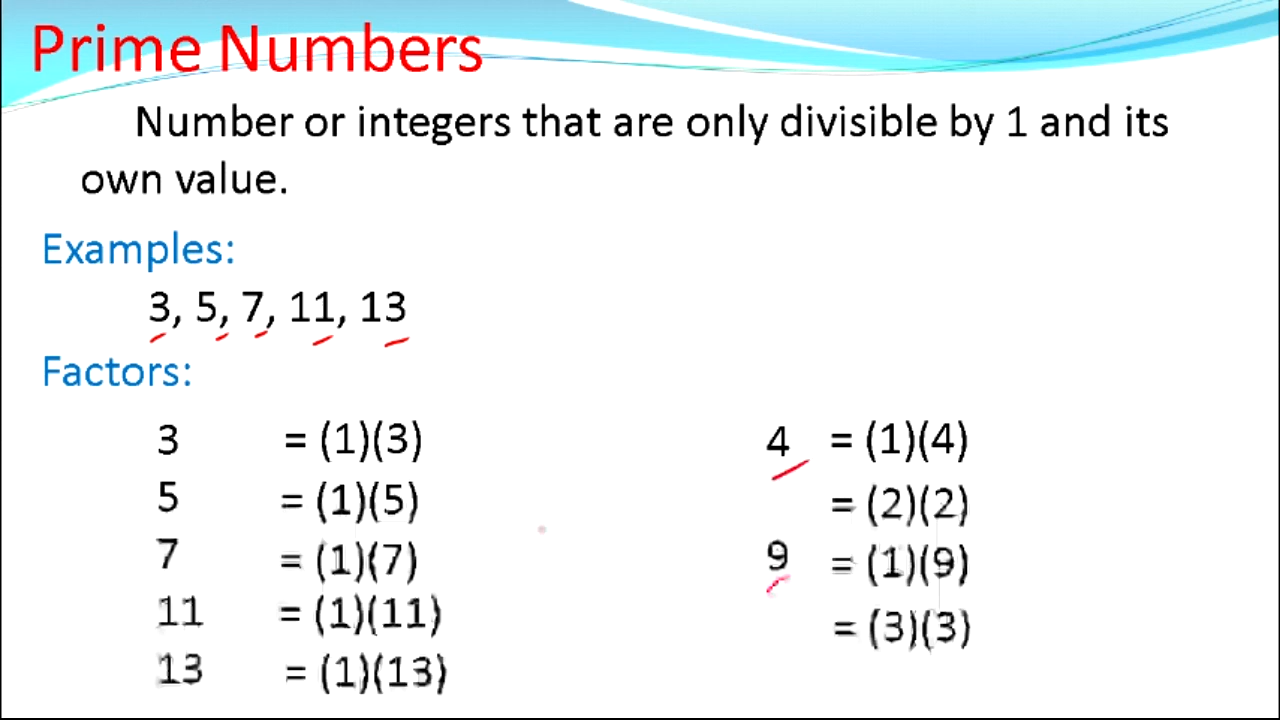 Prime Numbers
Number or integers that are only divisible by 1 and its
own value.
Examples:
3, 5, 7, 11, 13
Factors:
3 = (1)(3)
5 = (1)(5)
7 = (1)(7)
11 = (1)(11)
13 = (1)(13)
4 = (1)(4)
= (2)(2)
9 = (1)(9)
= (3)(3)